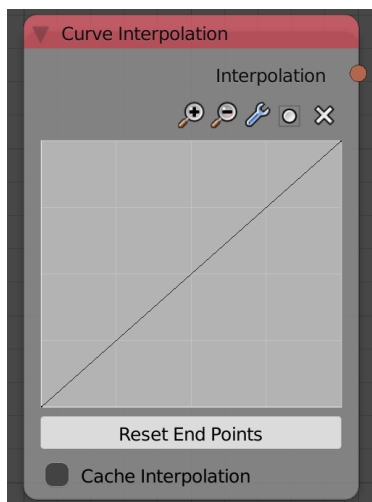 Curve Interpolation
Interpolation
Reset End Points
Cache Interpolation